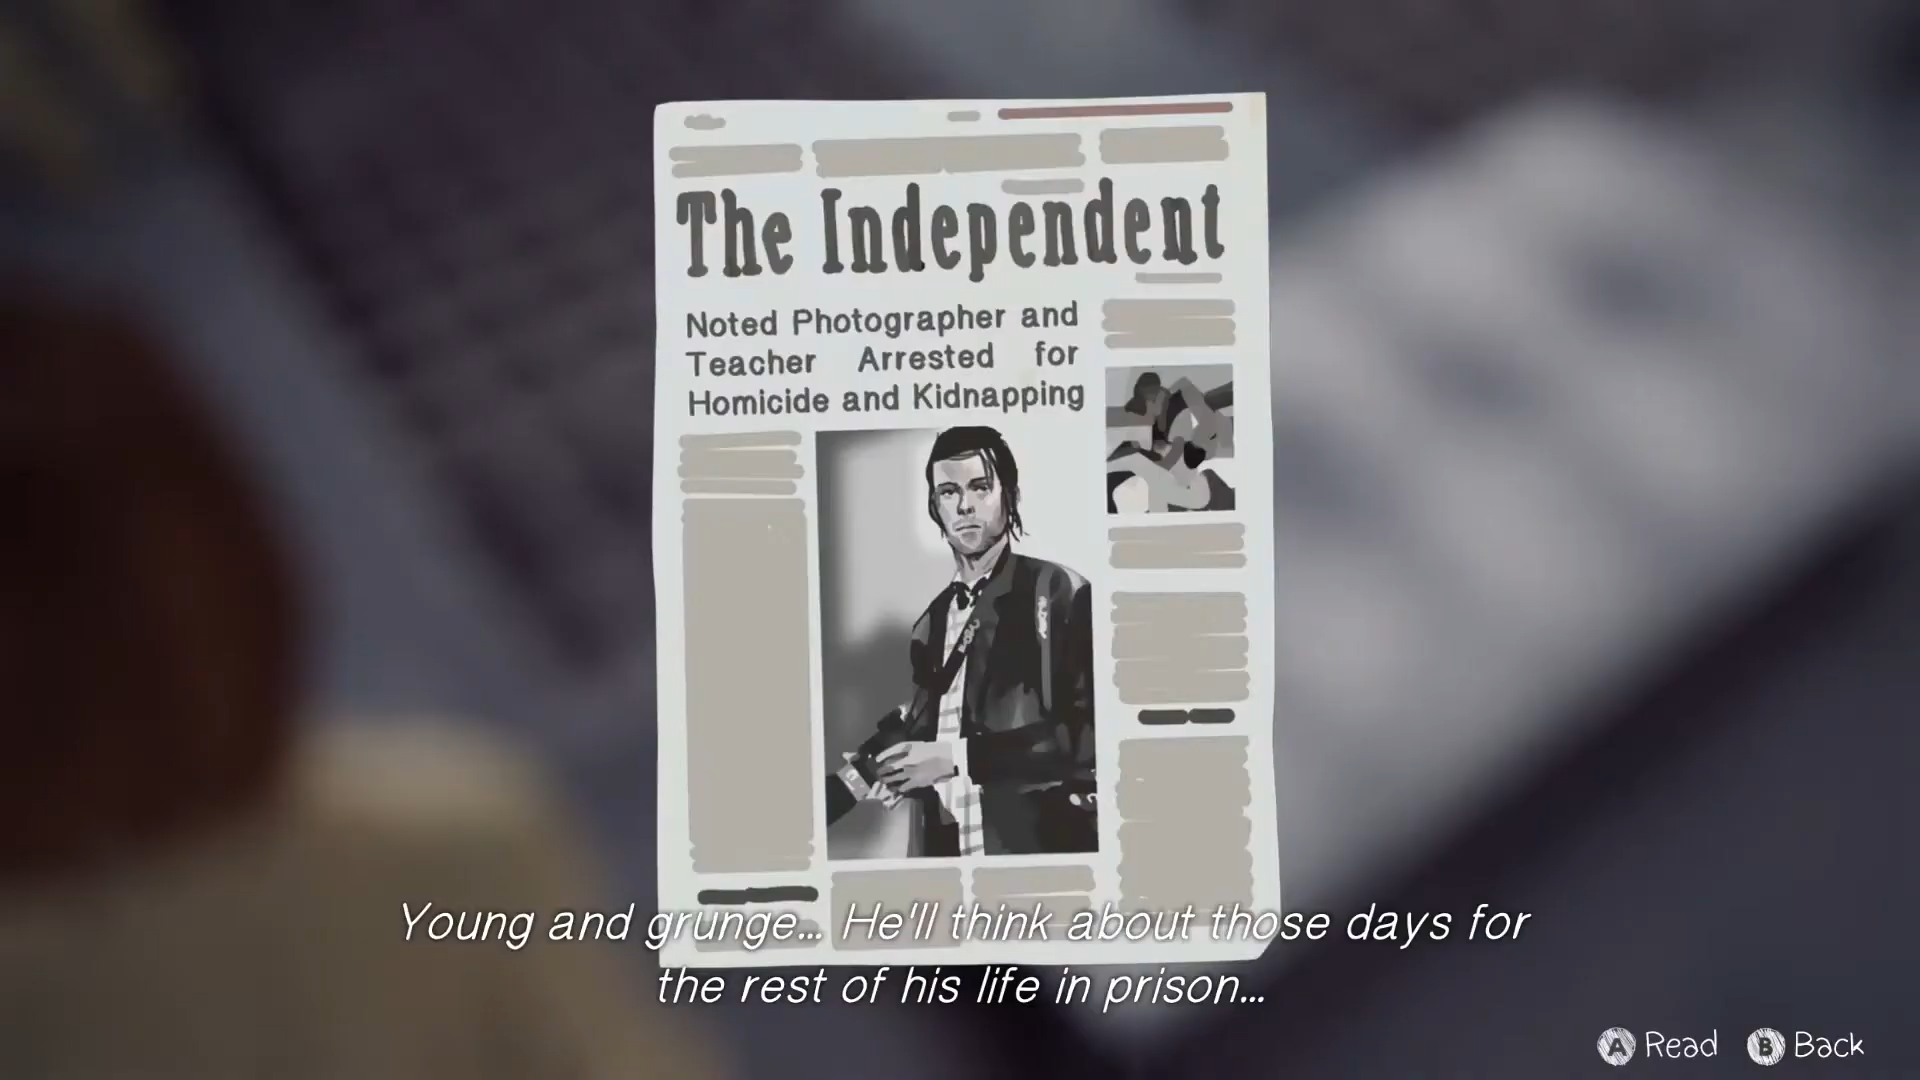 The Independent
Noted Photographer and
Teacher Arrested for
Homicide and Kidnapping
Young and grunge... He'll think about those days for
the rest of his life in prison...
A Read B Back